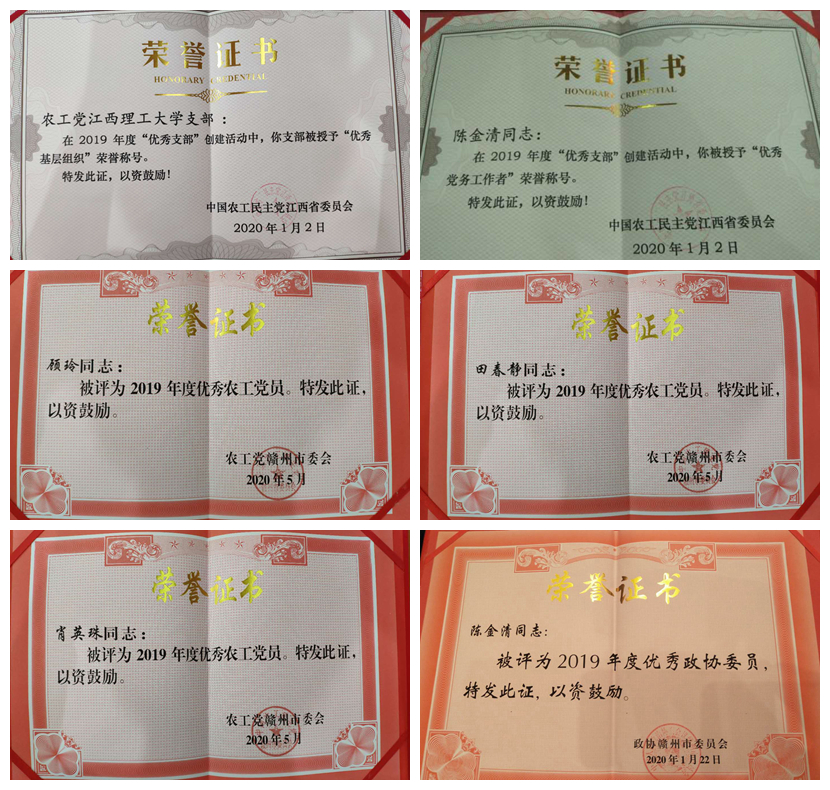 荣誉证书
HONORARY CREDENTIAL
农工党江西理工大学支部：
在 2019 年度“优秀支部”创建活动中，你支部被授予“优秀
基层组织”荣誉称号。
特发此证，以资鼓励！
中国农工民主党江西省委员会
2020 年 1 月 2 日
荣誉证书
HONORARY CREDENTIAL
陈金清同志：
在 2019 年度“优秀支部”创建活动中，你被授予“优秀
党务工作者”荣誉称号。
特发此证，以资鼓励！
中国农工民主党江西省委员会
2020 年 1 月 2 日
荣誉证书
顾玲同志：
被评为 2019 年度优秀农工党员。特发此证，
以资鼓励。
农工党赣州市委会
2020 年 5 月
荣誉证书
田春静同志：
被评为 2019 年度优秀农工党员。特发此证，
以资鼓励。
农工党赣州市委会
2020 年 5 月
荣誉证书
肖英珠同志：
被评为 2019 年度优秀农工党员。特发此证，
以资鼓励。
农工党赣州市委会
2020 年 5 月
荣誉证书
陈金清同志：
被评为 2019 年度优秀政协委员，
特发此证，以资鼓励。
政协赣州市委员会
2020 年 1 月 22 日